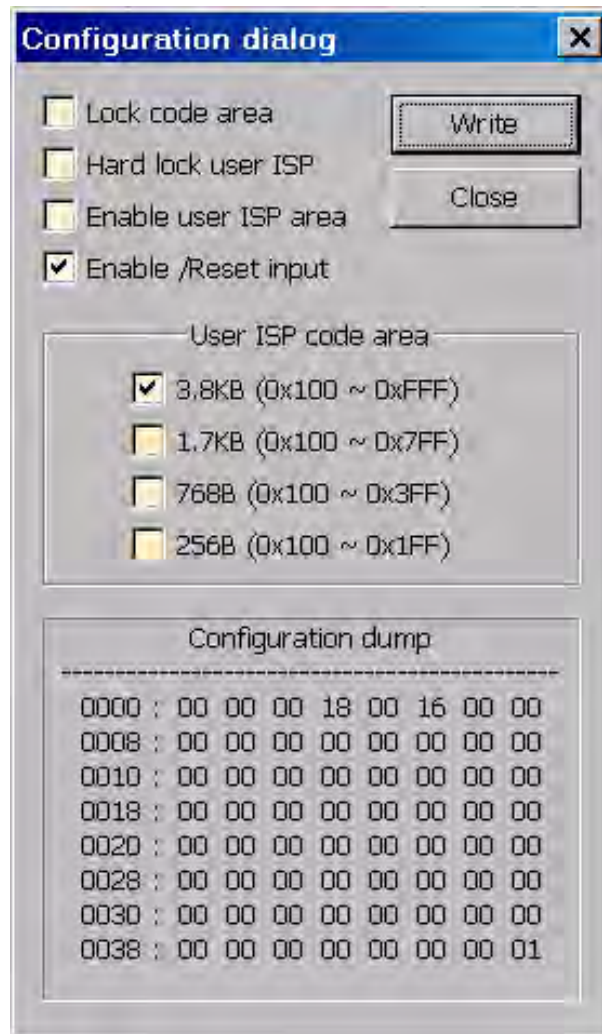 Configuration dialog
Lock code area
Write
Hard lock user ISP
Close
Enable user ISP area
Enable /Reset input
User ISP code area
3.8KB (0x100 ~ 0xFFF)
1.7KB (0x100 ~ 0x7FF)
768B (0x100 ~ 0x3FF)
256B (0x100 ~ 0x1FF)
Configuration dump
0000 : 00 00 00 18 00 16 00 00
0008 : 00 00 00 00 00 00 00 00
0010 : 00 00 00 00 00 00 00 00
0018 : 00 00 00 00 00 00 00 00
0020 : 00 00 00 00 00 00 00 00
0028 : 00 00 00 00 00 00 00 00
0030 : 00 00 00 00 00 00 00 00
0038 : 00 00 00 00 00 00 00 01